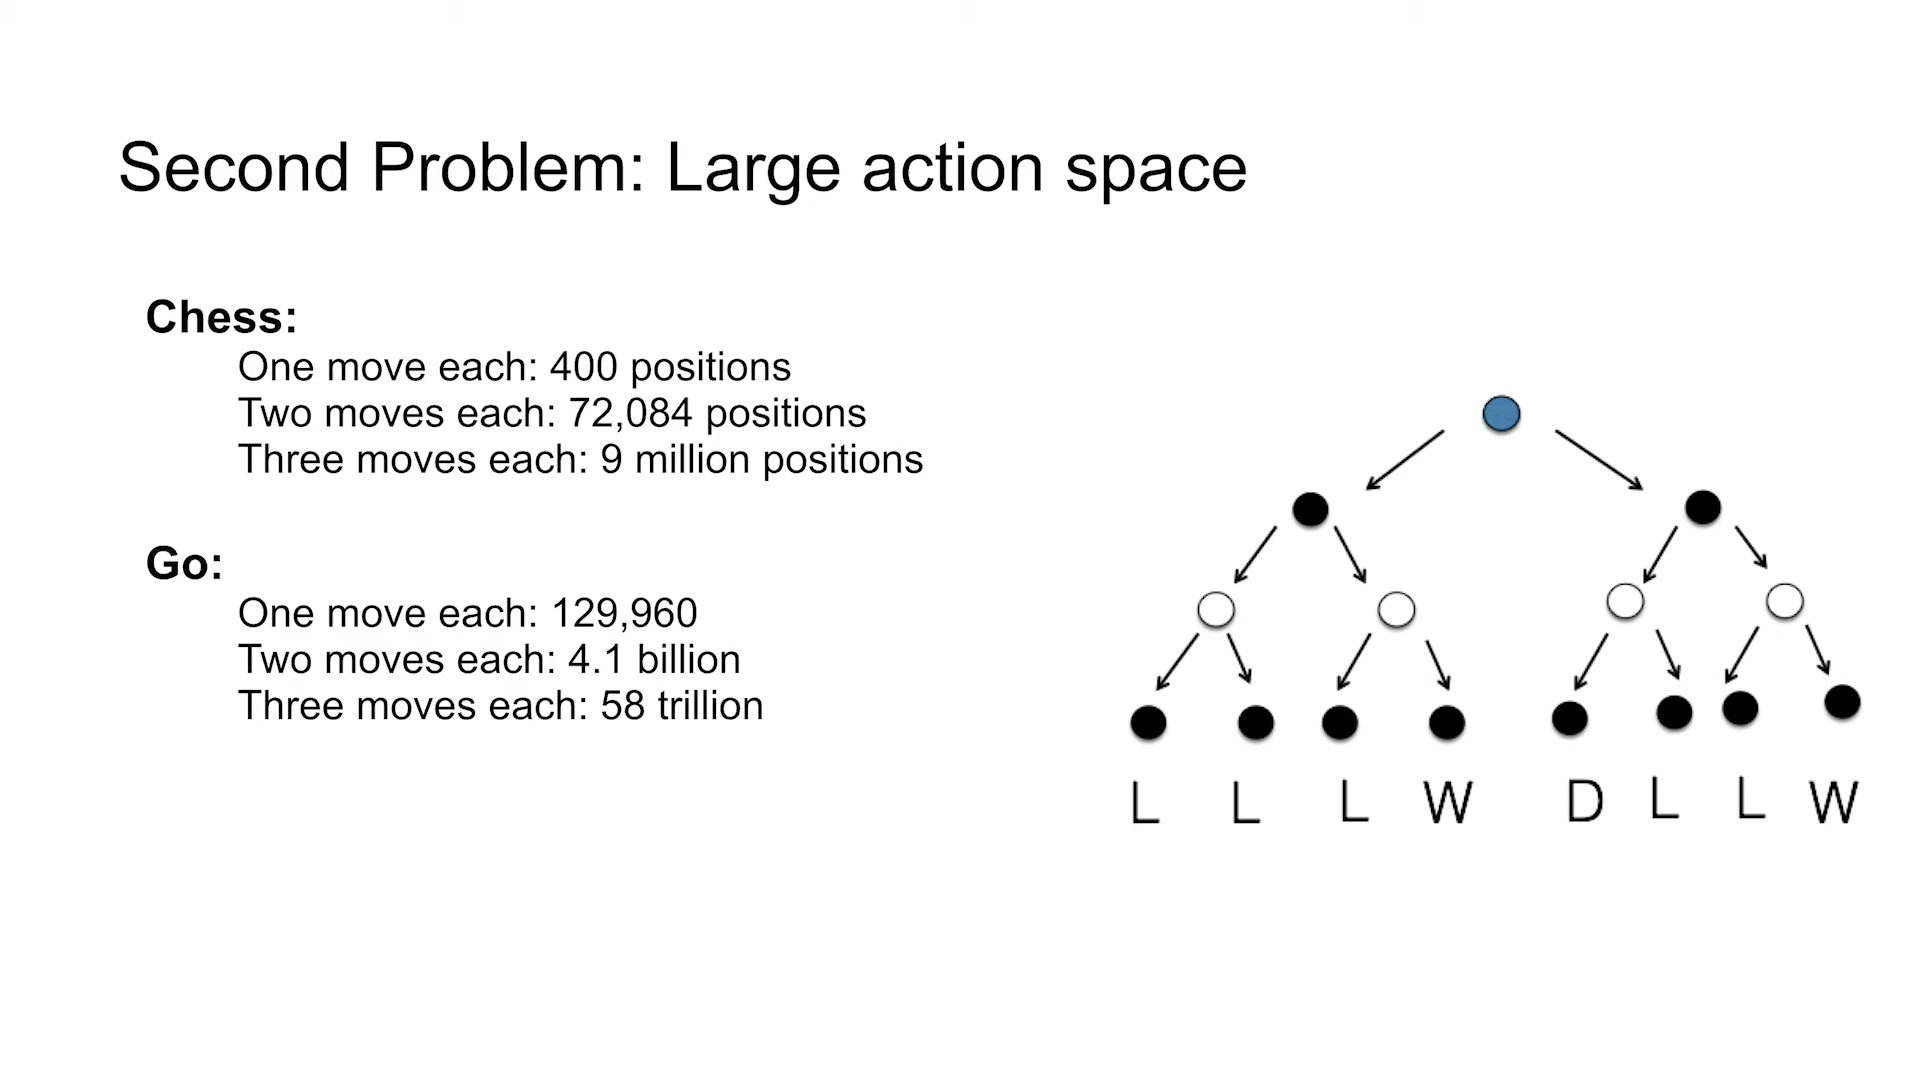 Second Problem: Large action space
Chess:
One move each: 400 positions
Two moves each: 72,084 positions
Three moves each: 9 million positions
Go:
One move each: 129,960
Two moves each: 4.1 billion
Three moves each: 58 trillion
L L L W D L L W